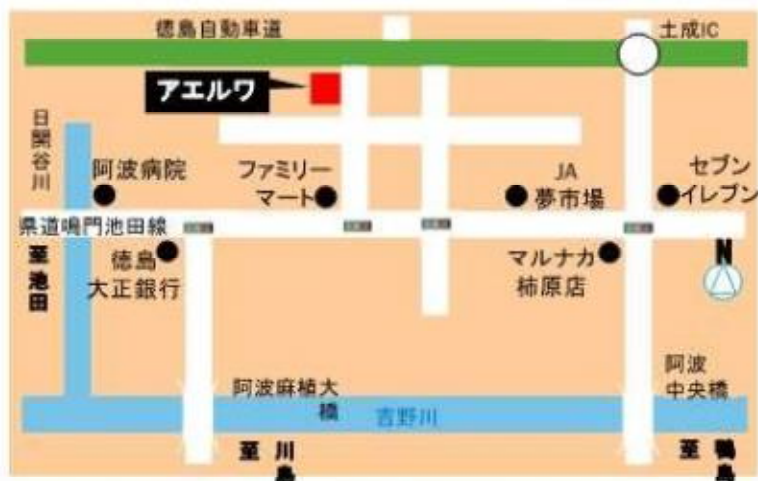 徳島自動車道
土成IC
アエルワ
日開谷川
阿波病院
ファミリー
マート
JA
夢市場
セブン
イレブン
県道鳴門池田線
至池田
徳島
大正銀行
マルナカ
柿原店
N
阿波麻植大
橋
吉野川
阿波
中央橋
至 川島
至 鴨島